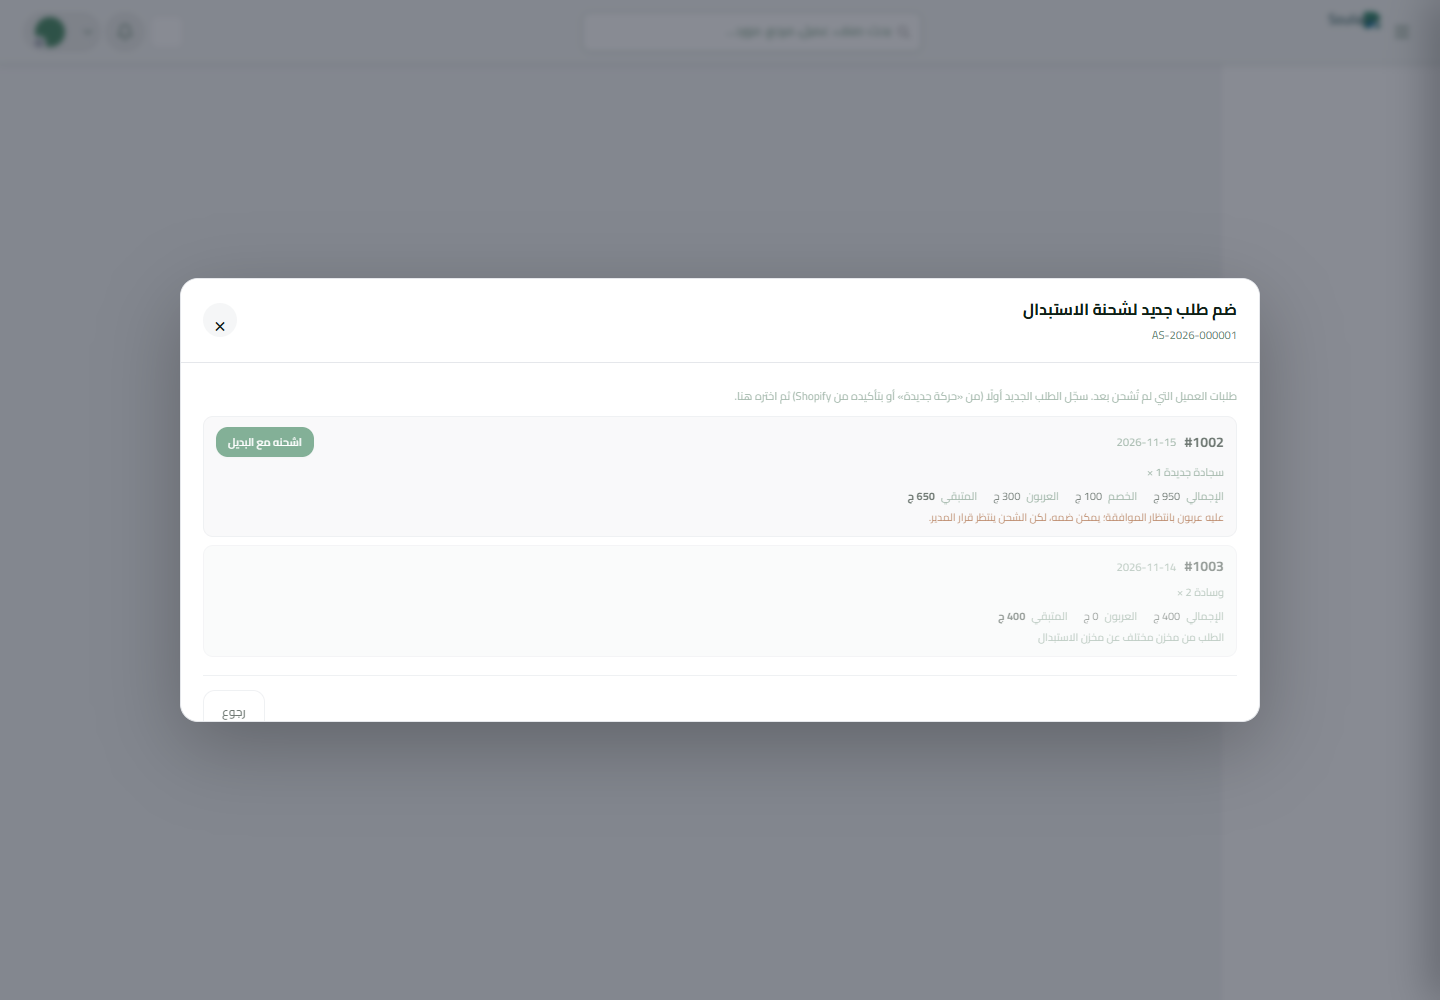 ضم طلب جديد لشحنة الاستبدال
AS-2026-000001
×
طلبات العميل التي لم تُشحن بعد. سجّل الطلب الجديد أولًا (من «حركة جديدة» أو بتأكيده من Shopify) ثم اختره هنا.
#1002 2026-11-15
اشحنه مع البديل
سجادة جديدة 1 ×
الإجمالي 950 ج الخصم 100 ج العربون 300 ج المتبقي 650 ج
عليه عربون بانتظار الموافقة؛ يمكن ضمه، لكن الشحن ينتظر قرار المدير.
#1003 2026-11-14
وسادة 2 ×
الإجمالي 400 ج العربون 0 ج المتبقي 400 ج
الطلب من مخزن مختلف عن مخزن الاستبدال
رجوع